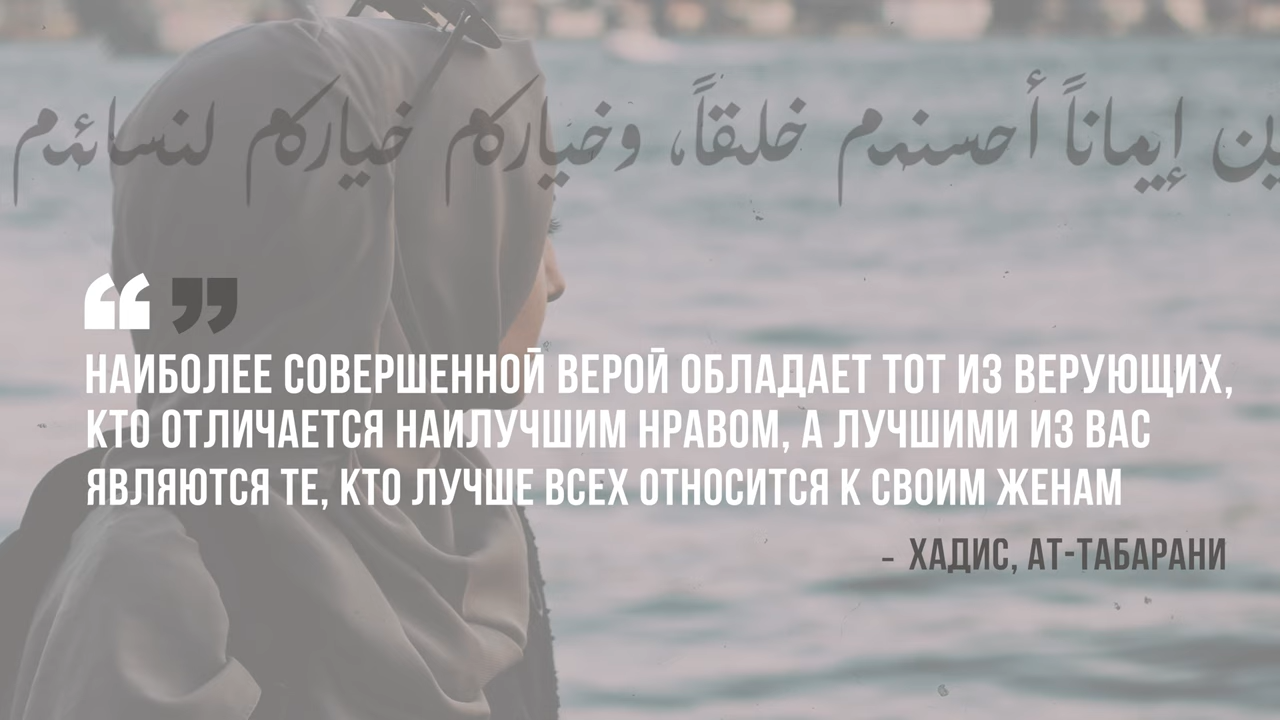 ين إيماناً أحسنهم خلقاً، وخياركم خياركم لنسائهم
“ ”
НАИБОЛЕЕ СОВЕРШЕННОЙ ВЕРОЙ ОБЛАДАЕТ ТОТ ИЗ ВЕРУЮЩИХ,
КТО ОТЛИЧАЕТСЯ НАИЛУЧШИМ НРАВОМ, А ЛУЧШИМИ ИЗ ВАС
ЯВЛЯЮТСЯ ТЕ, КТО ЛУЧШЕ ВСЕХ ОТНОСИТСЯ К СВОИМ ЖЕНАМ
– ХАДИС, АТ-ТАБАРАНИ